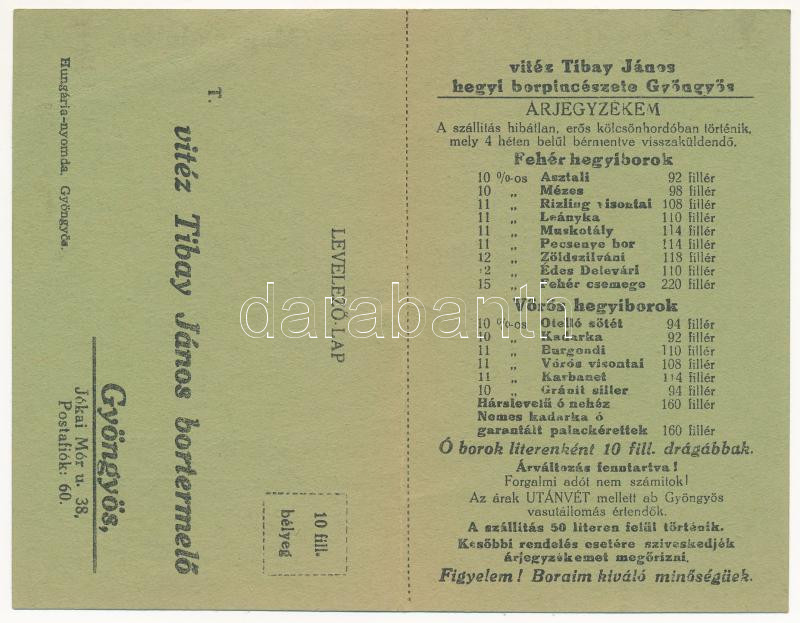 Hungária-nyomda, Gyöngyös.
T.
vitéz Tibay János bortermelő
Gyöngyös,
Jókai Mór u. 38,
Postafiók: 60.
LEVELEZŐ-LAP
10 fill.-
bélyeg
vitéz Tibay János
hegyi borpincészete Gyöngyös
ÁRJEGYZÉKEM
A szállitás hibátlan, erős kölcsönhordóban történik,
mely 4 héten belül bérmentve visszaküldendő.
Fehér hegyiborok
10 %-os Asztali 92 fillér
10 „ Mézes 98 fillér
11 „ Rizling visontai 108 fillér
11 „ Leányka 110 fillér
11 „ Muskotály 114 fillér
11 „ Pecsenye bor 114 fillér
12 „ Zöldszilváni 118 fillér
12 „ Édes Delevári 110 fillér
15 „ Fehér csemege 220 fillér
Vörös hegyiborok
10 %-os Otelló sötét 94 fillér
10 „ Kadarka 92 fillér
11 „ Burgondi 110 fillér
11 „ Vörös visontai 108 fillér
11 „ Karbanet 114 fillér
10 „ Gránit siller 94 fillér
Hárslevelű ó nehéz 160 fillér
Nemes kadarka ó
garantált palackérettek 160 fillér
Ó borok literenként 10 fill. drágábbak.
Árváltozás fenntartva!
Forgalmi adót nem számitok!
Az árak UTÁNVÉT mellett ab Gyöngyös
vasutállomás értendők.
A szállitás 50 literen felül történik.
Későbbi rendelés esetére sziveskedjék
árjegyzékemet megőrizni.
Figyelem! Boraim kiváló minőségüek.
darabanth